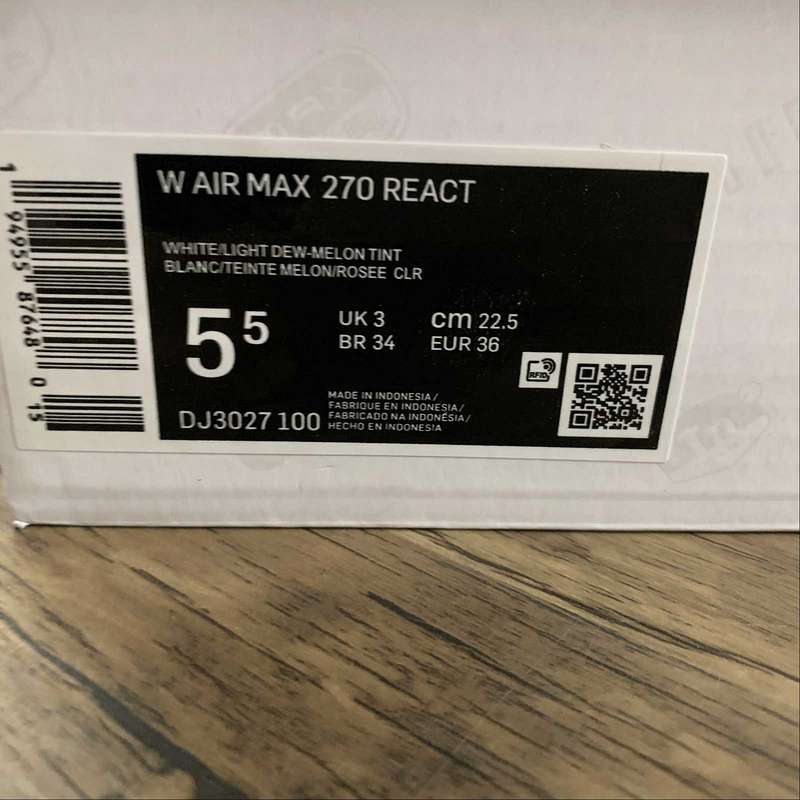 W AIR MAX 270 REACT
WHITE/LIGHT DEW-MELON TINT
BLANC/TEINTE MELON/ROSEE CLR
5 5
UK 3 cm 22.5
BR 34 EUR 36
RFID
DJ3027 100
MADE IN INDONESIA/
FABRIQUE EN INDONESIA/
FABRICADO NA INDONÉSIA/
HECHO EN INDONESIA
1 94955 87648 0 15